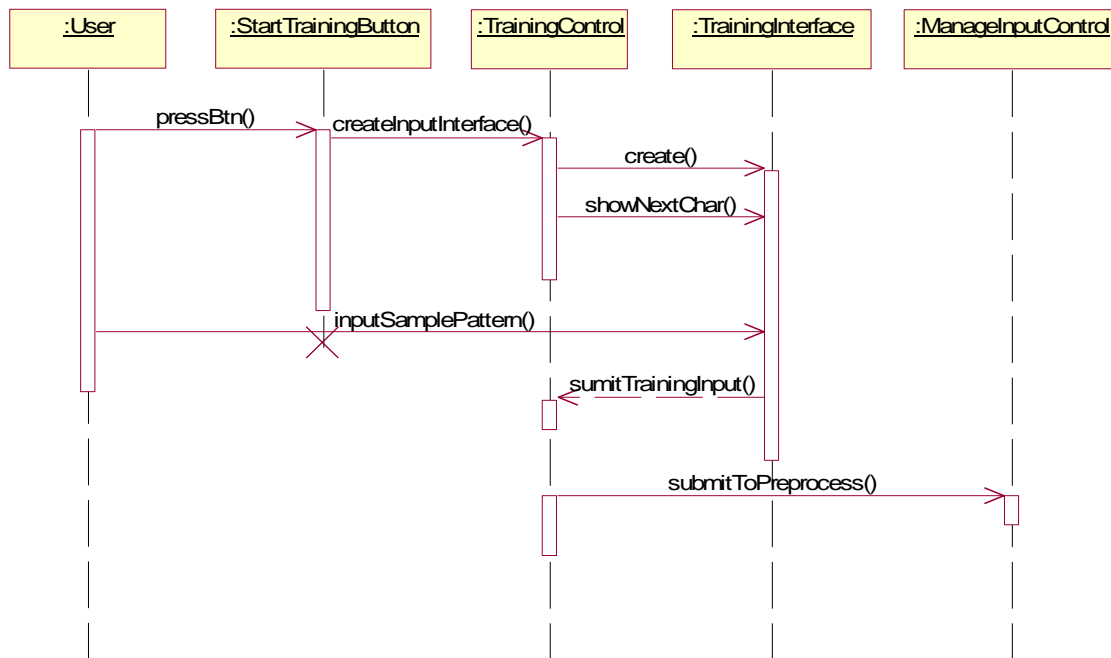 :User
:StartTrainingButton
:TrainingControl
:TrainingInterface
:ManageInputControl
pressBtn()
createInputInterface()
create()
showNextChar()
inputSamplePattern()
sumitTrainingInput()
submitToPreprocess()